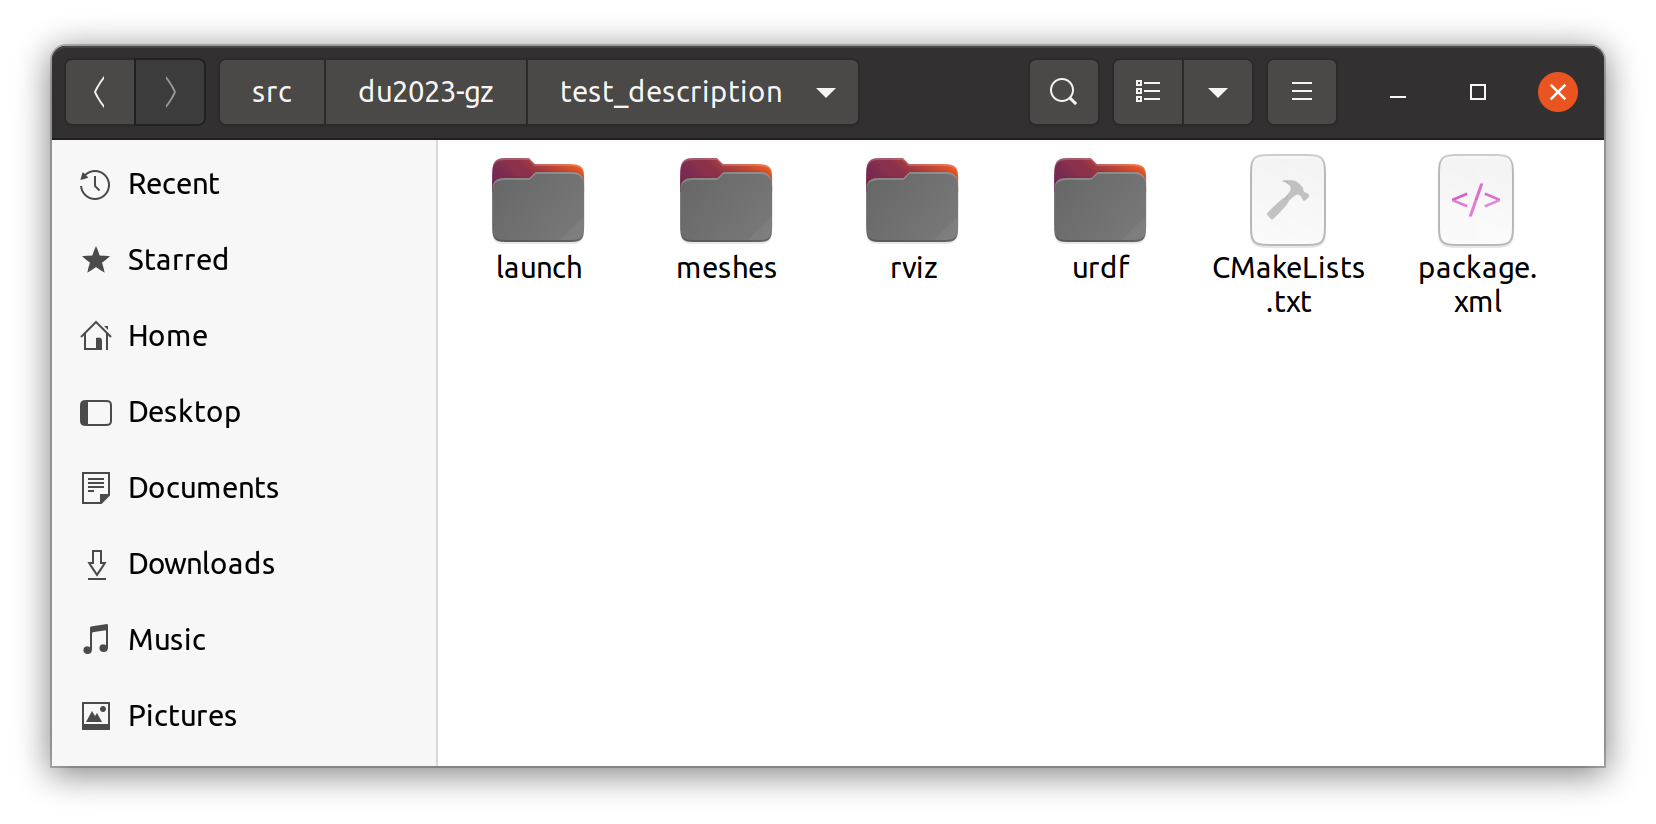 src
du2023-gz
test_description
Recent
Starred
Home
Desktop
Documents
Downloads
Music
Pictures
launch
meshes
rviz
urdf
CMakeLists
.txt
</>
package.
xml